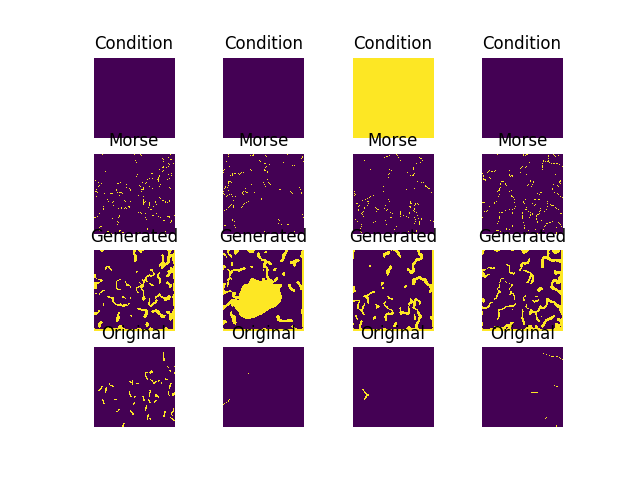 Condition Condition Condition Condition
Morse Morse Morse Morse
Generated Generated Generated Generated
Original Original Original Original